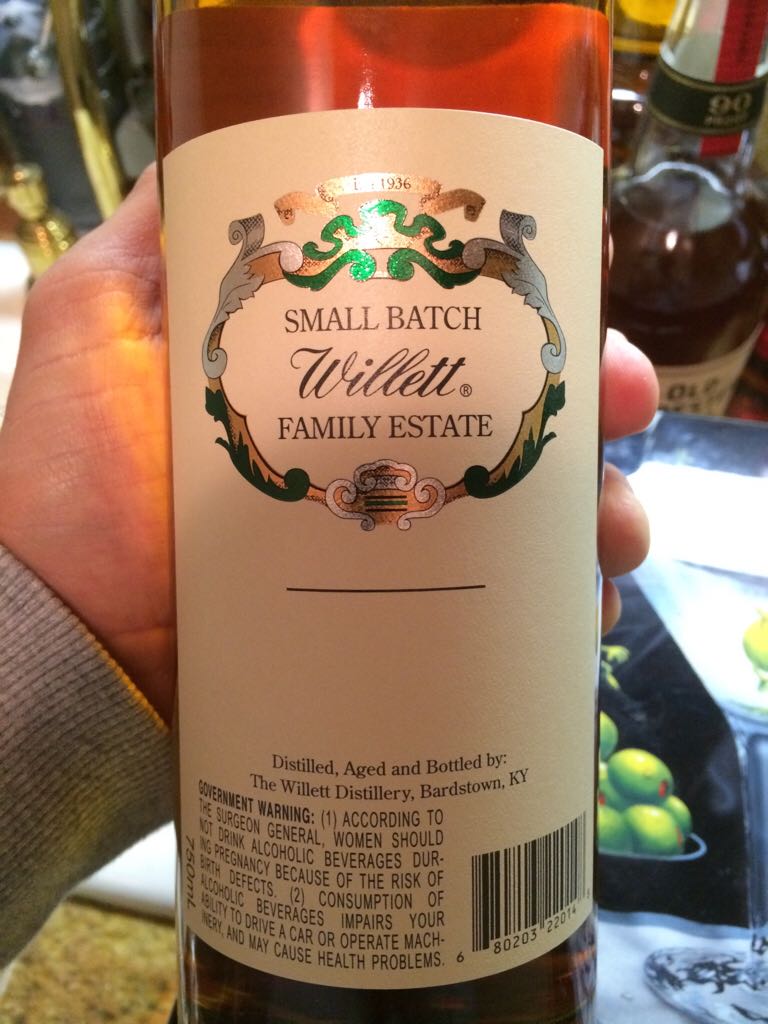 1936
SMALL BATCH
Willett®
FAMILY ESTATE
Distilled, Aged and Bottled by:
The Willett Distillery, Bardstown, KY
GOVERNMENT WARNING: (1) ACCORDING TO
THE SURGEON GENERAL, WOMEN SHOULD
NOT DRINK ALCOHOLIC BEVERAGES DUR-
ING PREGNANCY BECAUSE OF THE RISK OF
BIRTH DEFECTS. (2) CONSUMPTION OF
ALCOHOLIC BEVERAGES IMPAIRS YOUR
ABILITY TO DRIVE A CAR OR OPERATE MACH-
INERY, AND MAY CAUSE HEALTH PROBLEMS.
750mL
6 80203 22014 8
90
PROOF
OLD